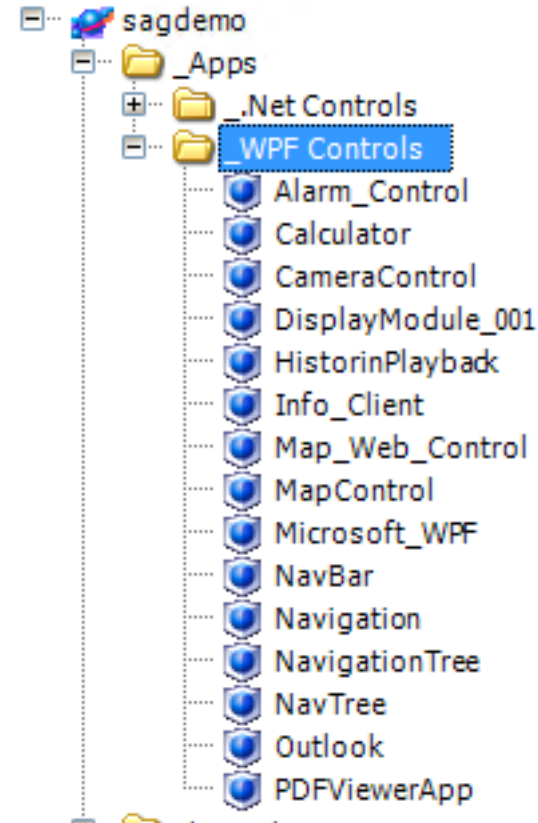 sagdemo
_Apps
_.Net Controls
_WPF Controls
Alarm_Control
Calculator
CameraControl
DisplayModule_001
HistorinPlayback
Info_Client
Map_Web_Control
MapControl
Microsoft_WPF
NavBar
Navigation
NavigationTree
NavTree
Outlook
PDFViewerApp